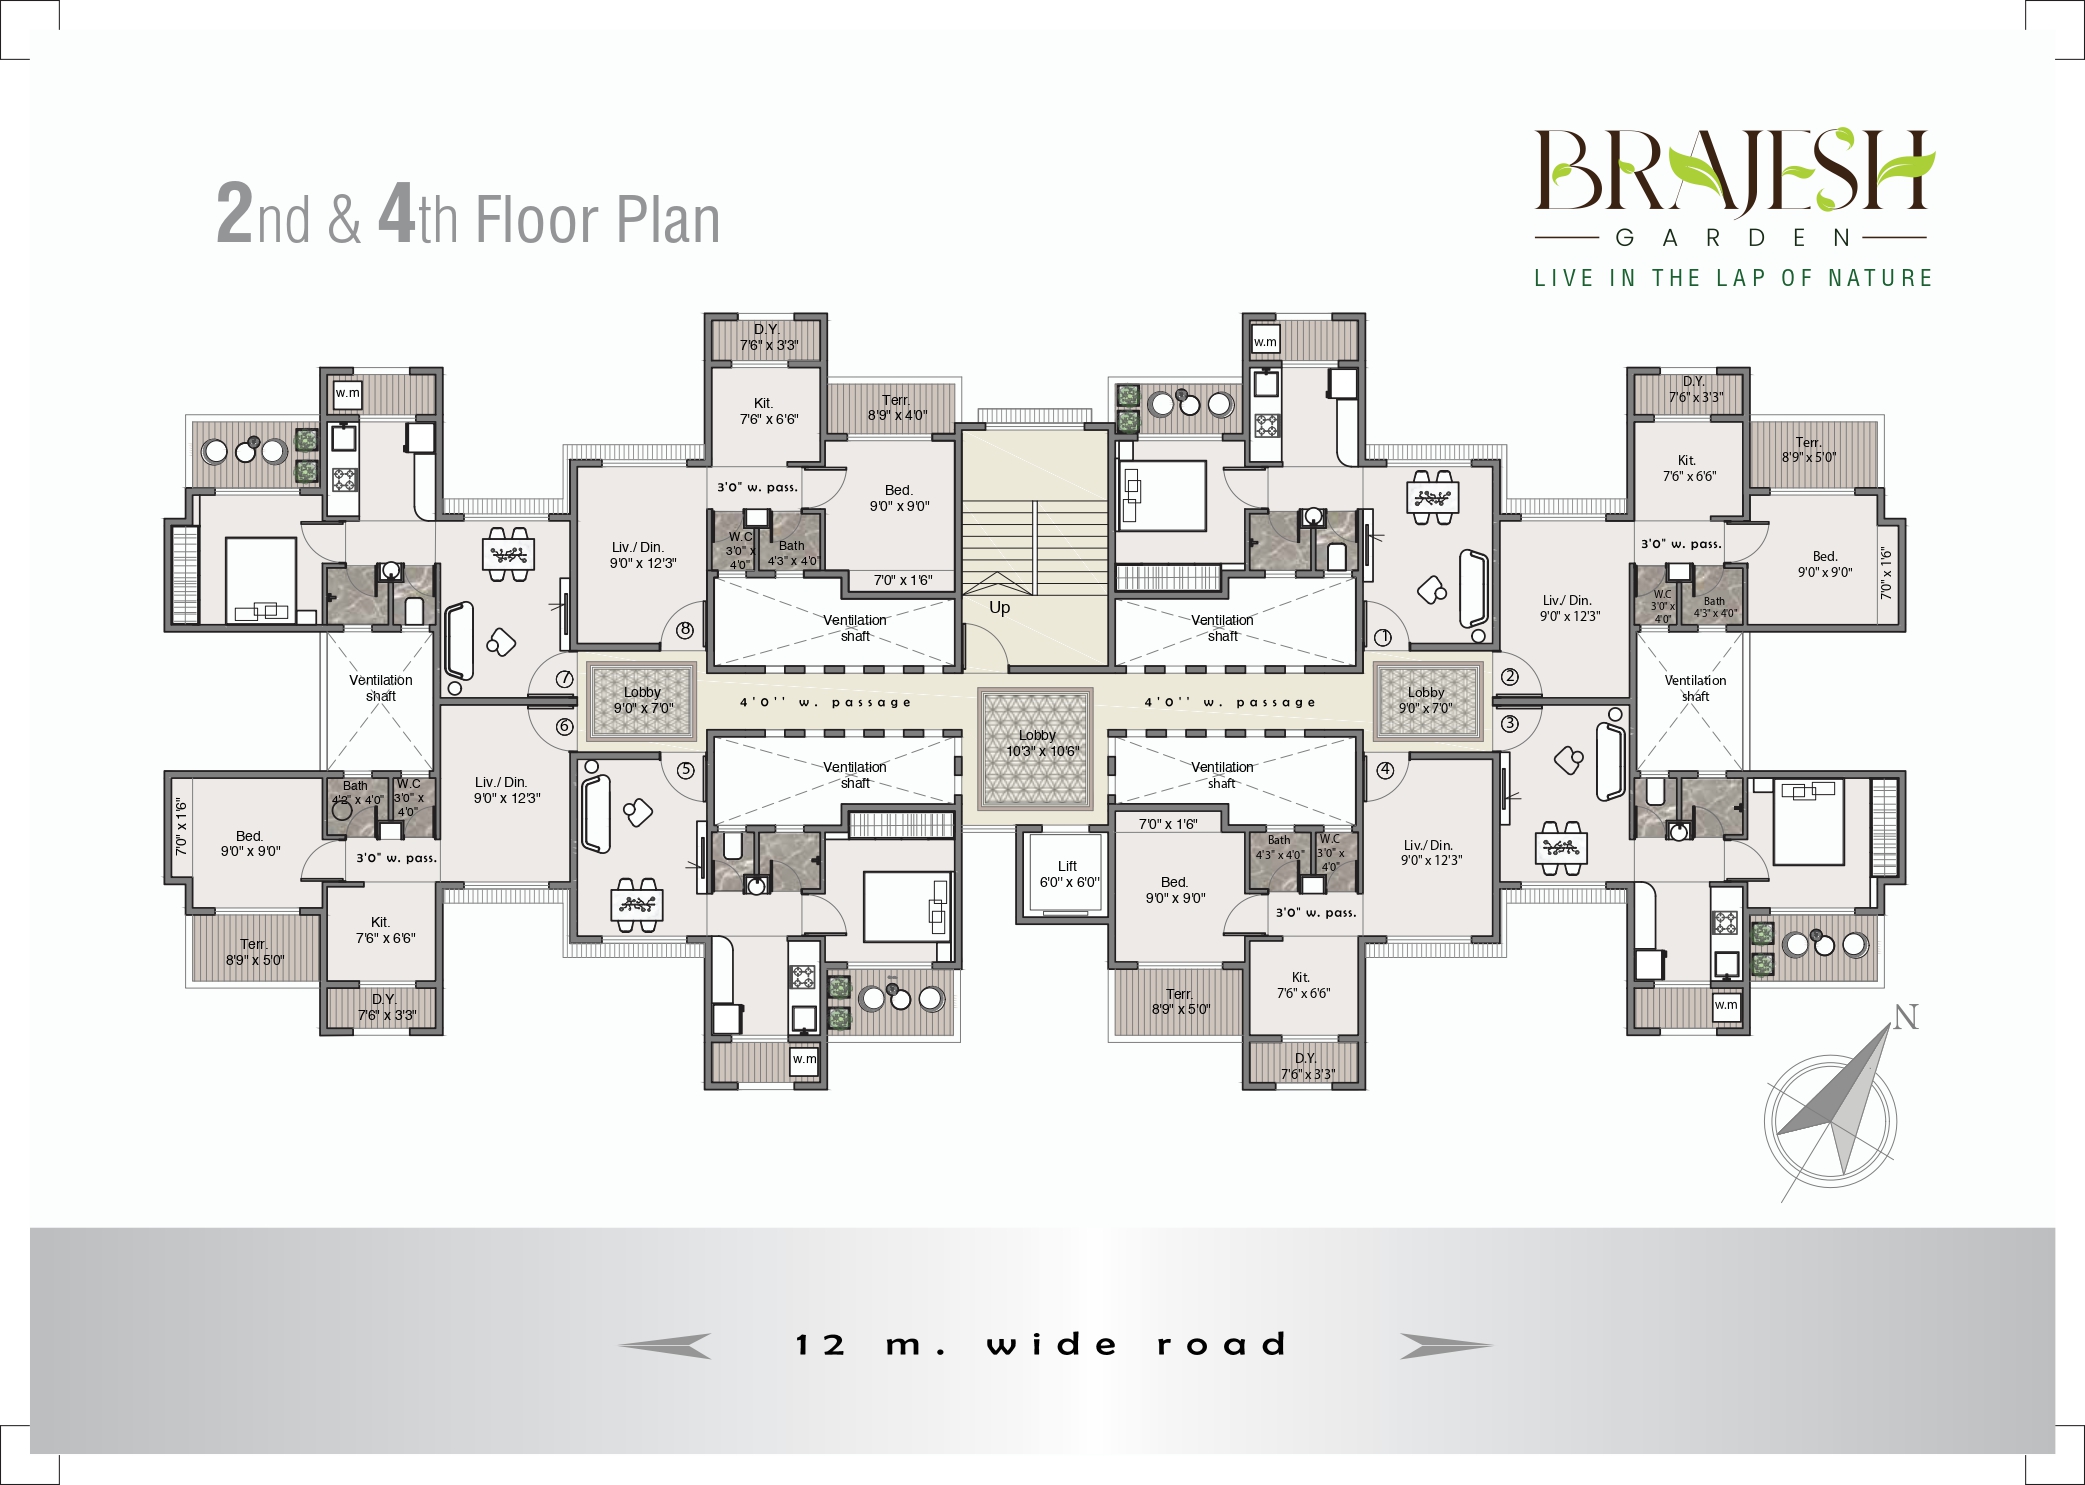 2nd & 4th Floor Plan
BRAJESH
GARDEN
LIVE IN THE LAP OF NATURE
D.Y.
7'6" x 3'3"
w.m
Kit.
7'6" x 6'6"
Terr.
8'9" x 4'0"
3'0" w. pass.
Bed.
9'0" x 9'0"
Liv./ Din.
9'0" x 12'3"
W.C
3'0" x
4'0"
Bath
4'3" x 4'0"
7'0" x 1'6"
Ventilation
shaft
8
Up
Ventilation
shaft
1
w.m
D.Y.
7'6" x 3'3"
Kit.
7'6" x 6'6"
Terr.
8'9" x 5'0"
3'0" w. pass.
Bed.
9'0" x 9'0"
7'0" x 1'6"
Liv./ Din.
9'0" x 12'3"
W.C
3'0" x
4'0"
Bath
4'3" x 4'0"
Ventilation
shaft
7
Lobby
9'0" x 7'0"
4'0'' w. passage
4'0'' w. passage
Lobby
9'0" x 7'0"
2
Ventilation
shaft
6
Lobby
10'3" x 10'6"
3
5
Ventilation
shaft
Ventilation
shaft
4
Bath
4'3" x 4'0"
W.C
3'0" x
4'0"
Liv./ Din.
9'0" x 12'3"
7'0" x 1'6"
Bed.
9'0" x 9'0"
3'0" w. pass.
Kit.
7'6" x 6'6"
Terr.
8'9" x 5'0"
D.Y.
7'6" x 3'3"
w.m
Lift
6'0'' x 6'0''
7'0" x 1'6"
Bed.
9'0" x 9'0"
Bath
4'3" x 4'0"
W.C
3'0" x
4'0"
Liv./ Din.
9'0" x 12'3"
3'0" w. pass.
Kit.
7'6" x 6'6"
Terr.
8'9" x 5'0"
D.Y.
7'6" x 3'3"
w.m
N
12 m. wide road